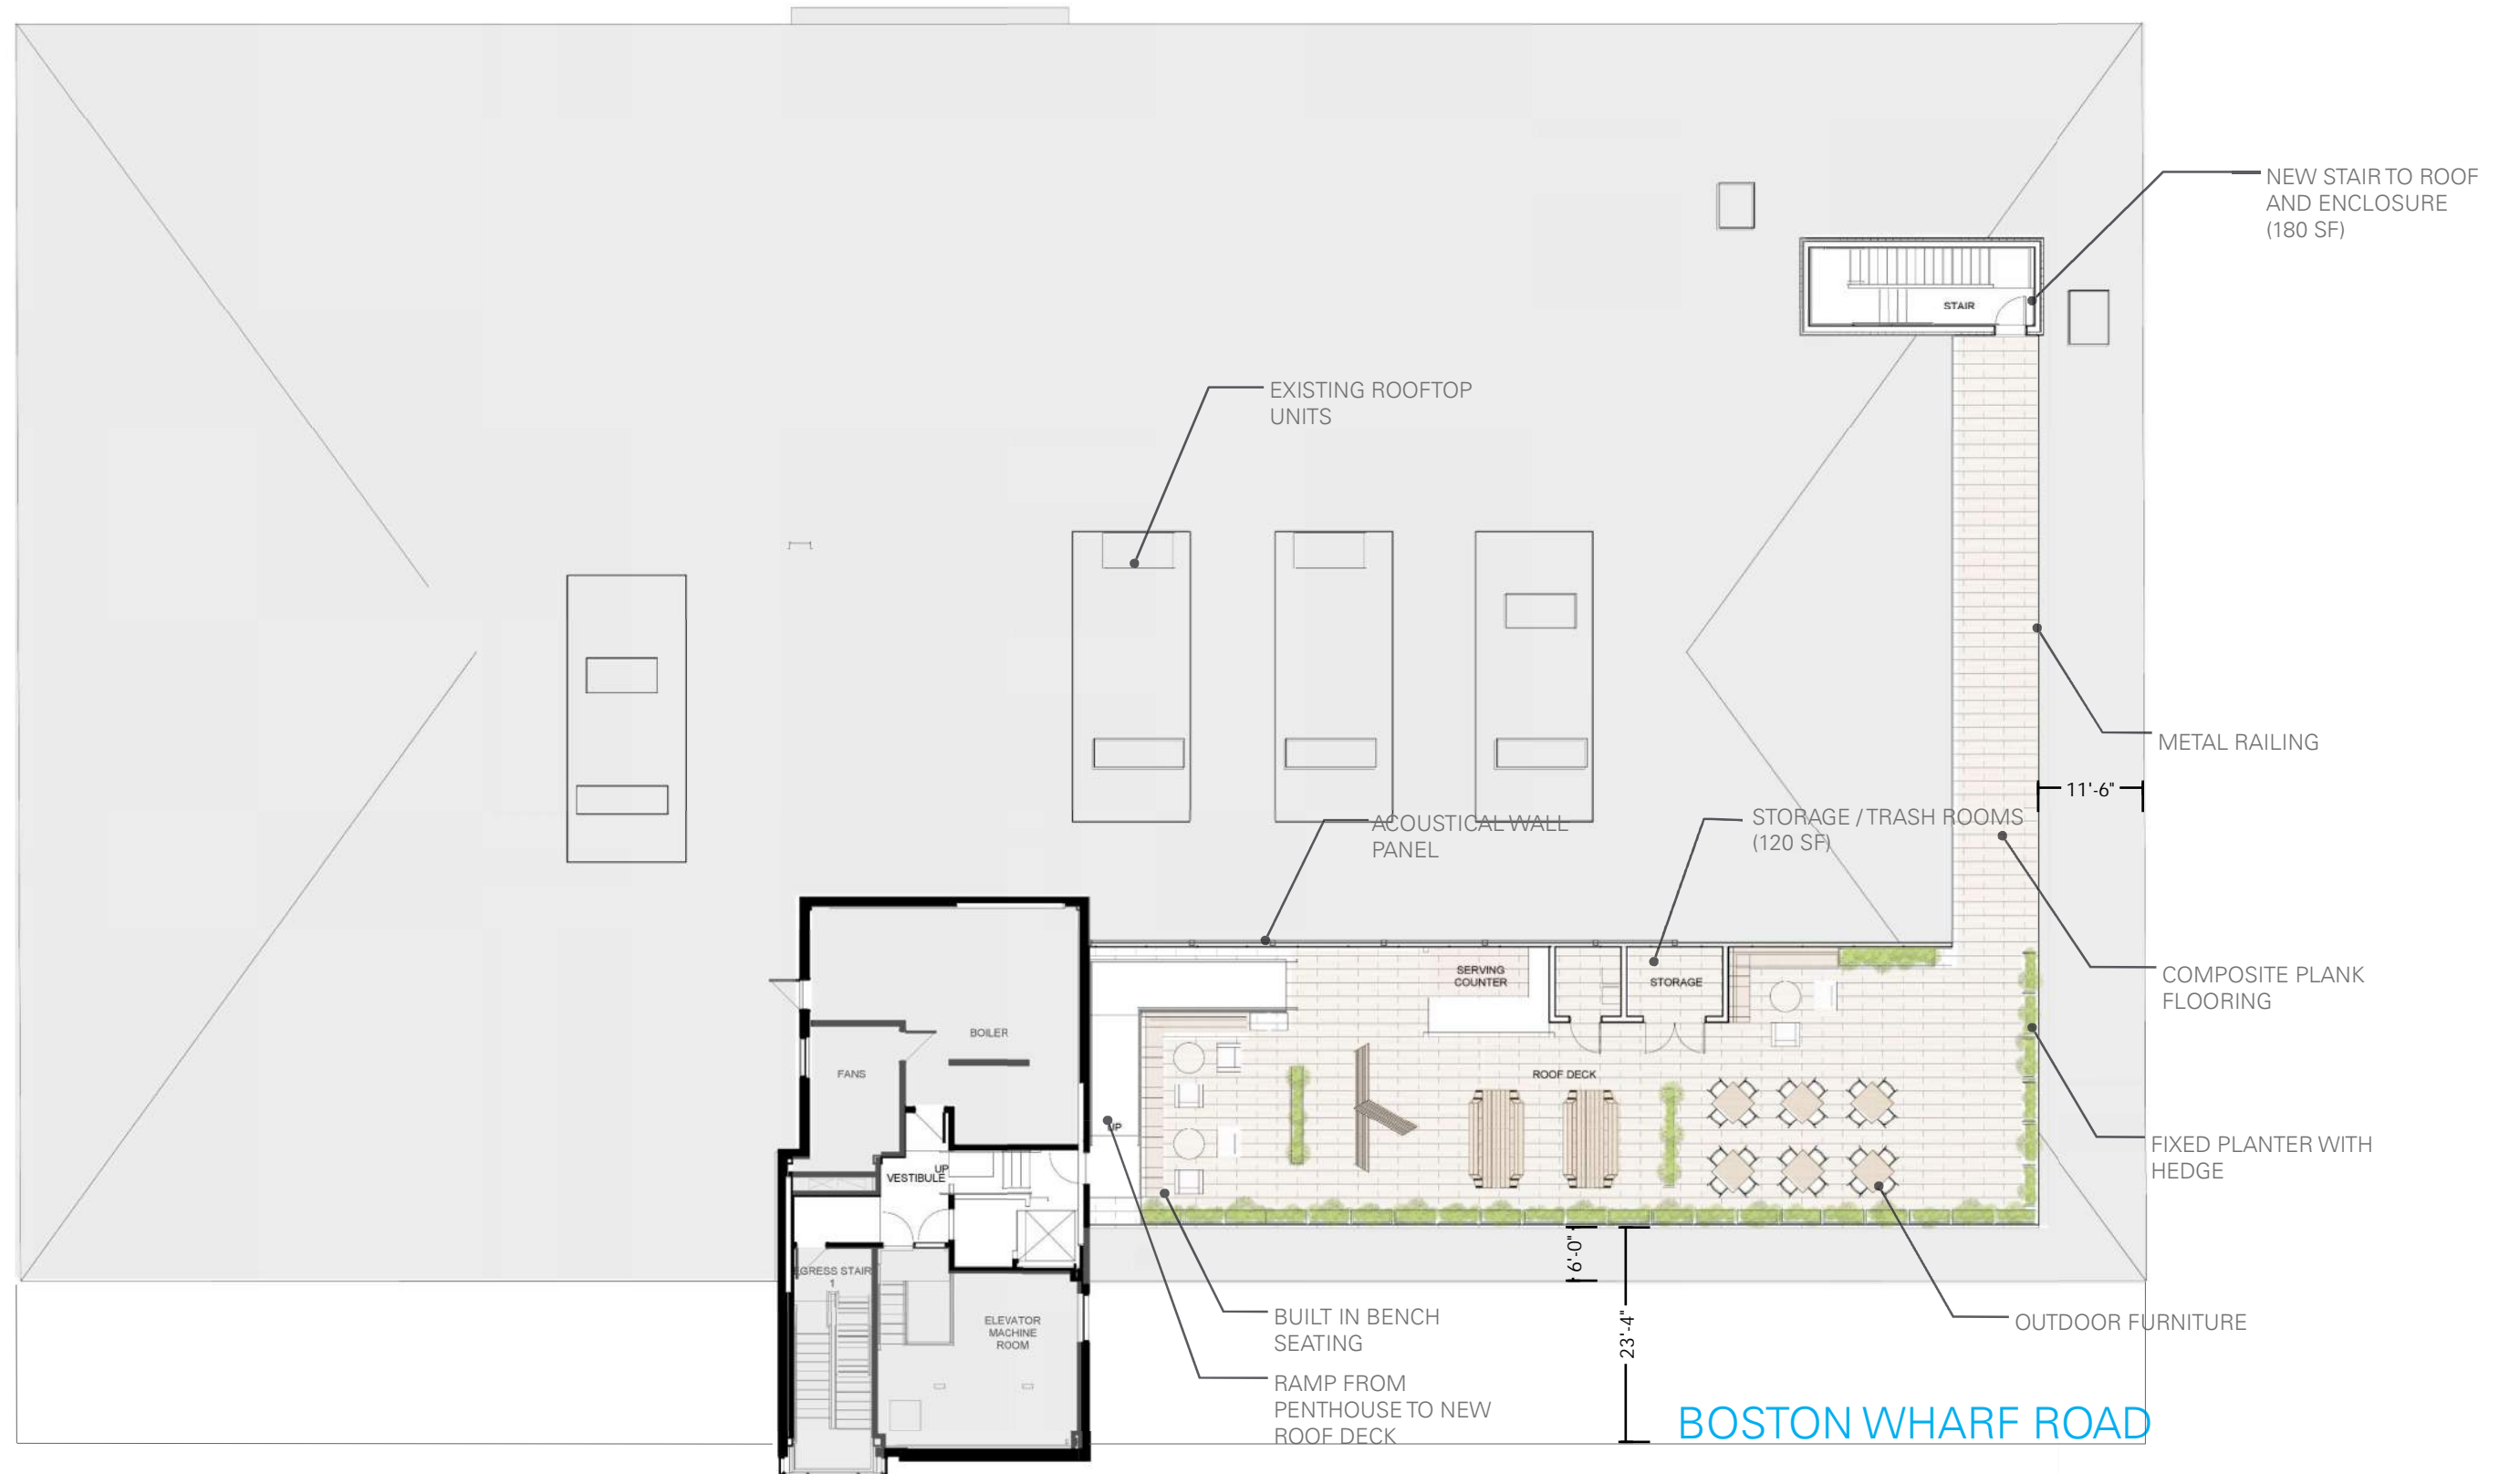 NEW STAIR TO ROOF
AND ENCLOSURE
(180 SF)
STAIR
EXISTING ROOFTOP
UNITS
METAL RAILING
11'-6"
ACOUSTICAL WALL
PANEL
STORAGE / TRASH ROOMS
(120 SF)
SERVING
COUNTER
STORAGE
COMPOSITE PLANK
FLOORING
BOILER
FANS
ROOF DECK
UP
FIXED PLANTER WITH
HEDGE
UP
VESTIBULE
6'-0"
EGRESS STAIR
1
23'-4"
BUILT IN BENCH
SEATING
OUTDOOR FURNITURE
ELEVATOR
MACHINE
ROOM
RAMP FROM
PENTHOUSE TO NEW
ROOF DECK
BOSTON WHARF ROAD